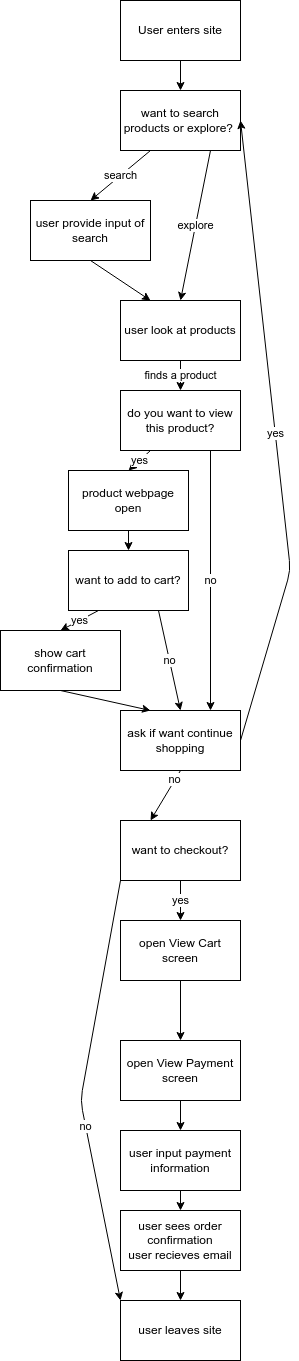 User enters site
want to search
products or explore?
search
user provide input of
search
explore
user look at products
finds a product
do you want to view
this product?
yes
product webpage
open
want to add to cart?
yes
no
no
show cart
confirmation
ask if want continue
shopping
yes
no
want to checkout?
yes
open View Cart
screen
open View Payment
screen
no
user input payment
information
user sees order
confirmation
user recieves email
user leaves site